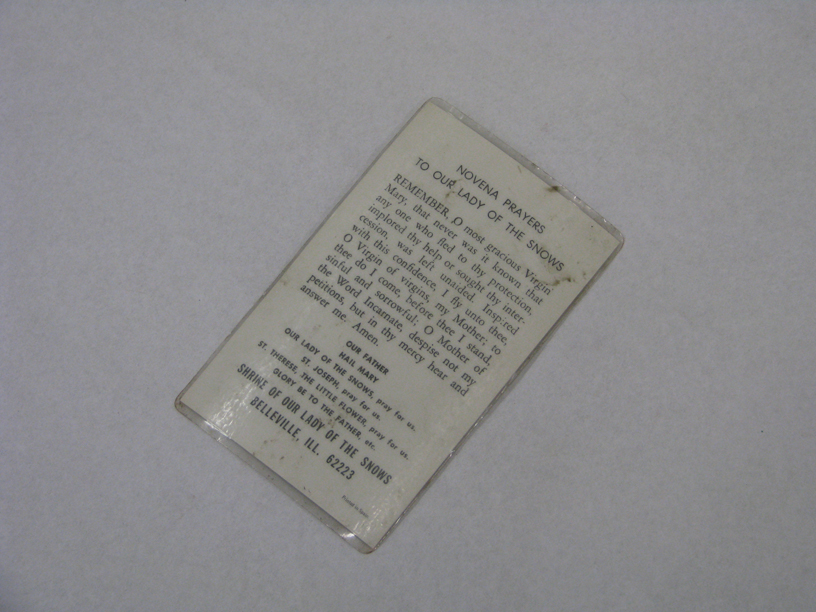 NOVENA PRAYERS
TO OUR LADY OF THE SNOWS
REMEMBER, O most gracious Virgin
Mary, that never was it known that
any one who fled to thy protection,
implored thy help or sought thy inter-
cession, was left unaided. Inspired
with this confidence, I fly unto thee,
O Virgin of virgins, my Mother; to
thee do I come, before thee I stand,
sinful and sorrowful; O Mother of
the Word Incarnate, despise not my
petitions, but in thy mercy hear and
answer me. Amen.
OUR FATHER
HAIL MARY
OUR LADY OF THE SNOWS, pray for us.
ST. JOSEPH, pray for us.
ST. THERESE, THE LITTLE FLOWER, pray for us.
GLORY BE TO THE FATHER, etc.
SHRINE OF OUR LADY OF THE SNOWS
BELLEVILLE, ILL. 62223
Printed in